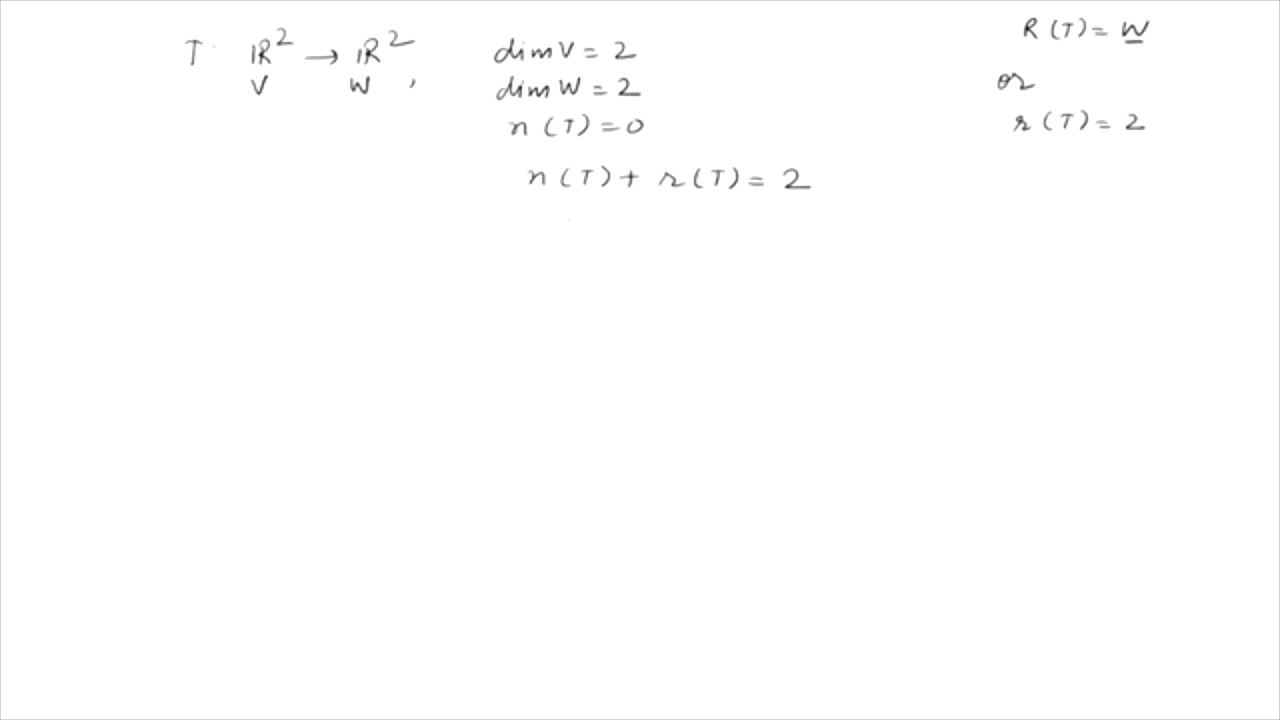 T ℝ² → ℝ² dim V = 2
V W , dim W = 2
n (T) = 0
n (T) + r (T) = 2
R (T) = W
or
r (T) = 2